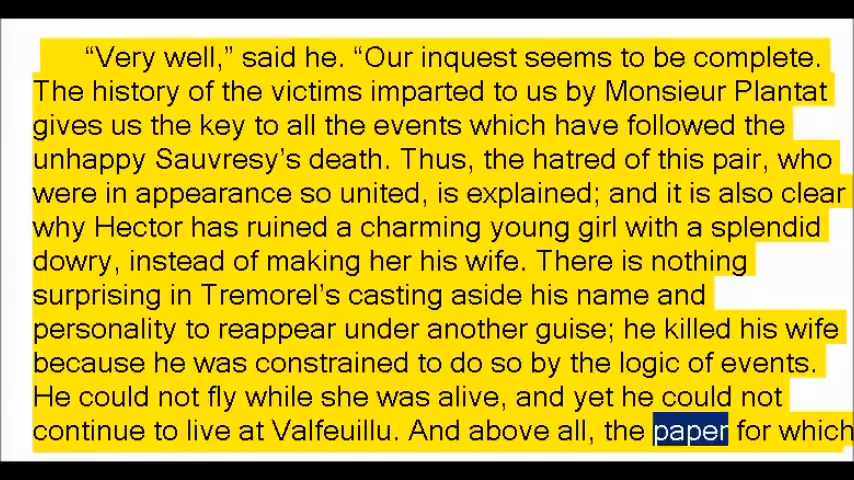 “Very well,” said he. “Our inquest seems to be complete.
The history of the victims imparted to us by Monsieur Plantat
gives us the key to all the events which have followed the
unhappy Sauvresy’s death. Thus, the hatred of this pair, who
were in appearance so united, is explained; and it is also clear
why Hector has ruined a charming young girl with a splendid
dowry, instead of making her his wife. There is nothing
surprising in Tremorel’s casting aside his name and
personality to reappear under another guise; he killed his wife
because he was constrained to do so by the logic of events.
He could not fly while she was alive, and yet he could not
continue to live at Valfeuillu. And above all, the paper for which